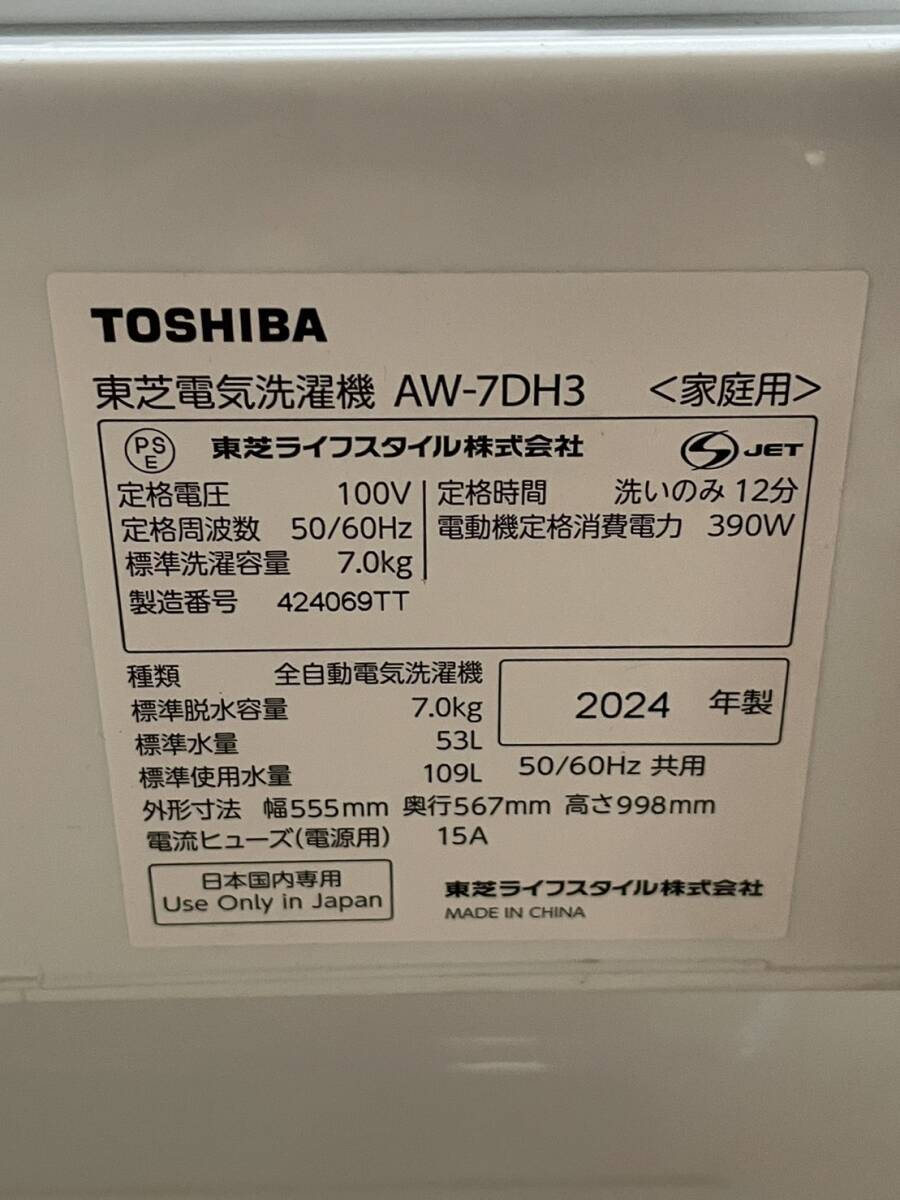 TOSHIBA
東芝電気洗濯機 AW-7DH3 <家庭用>
PSE 東芝ライフスタイル株式会社 S JET
定格電圧 100V 定格時間 洗いのみ 12分
定格周波数 50/60Hz 電動機定格消費電力 390W
標準洗濯容量 7.0kg
製造番号 424069TT
種類 全自動電気洗濯機
標準脱水容量 7.0kg
2024 年製
標準水量 53L
標準使用水量 109L 50/60Hz 共用
外形寸法 幅555mm 奥行567mm 高さ998mm
電流ヒューズ(電源用) 15A
日本国内専用
Use Only in Japan
東芝ライフスタイル株式会社
MADE IN CHINA